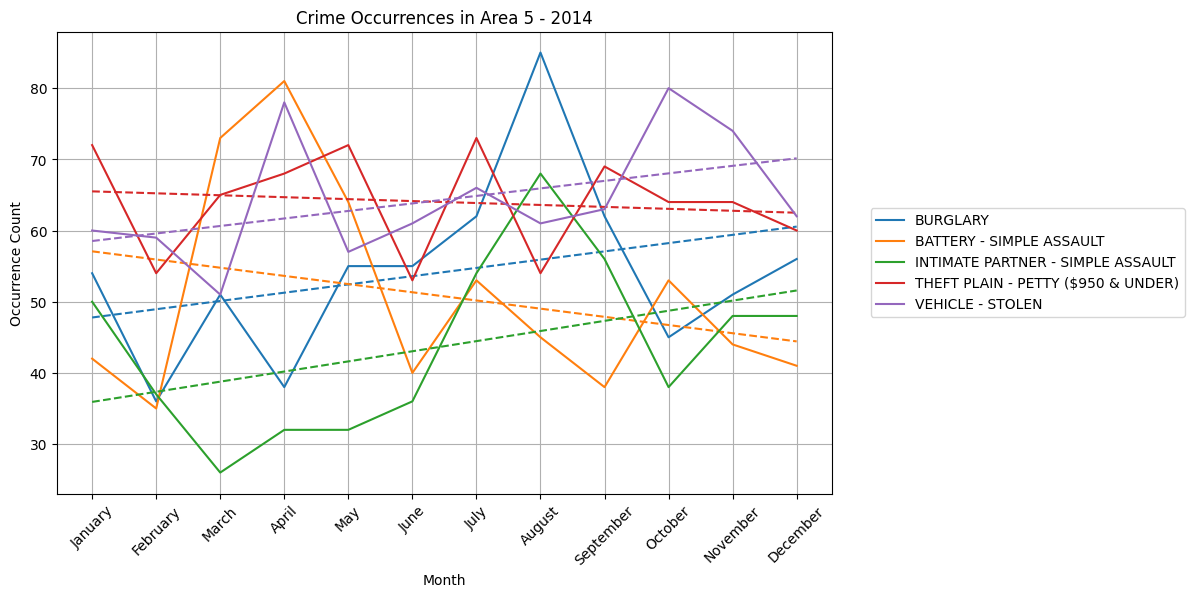 Crime Occurrences in Area 5 - 2014
Occurrence Count
80
70
60
50
40
30
January
February
March
April
May
June
July
August
September
October
November
December
Month
BURGLARY
BATTERY - SIMPLE ASSAULT
INTIMATE PARTNER - SIMPLE ASSAULT
THEFT PLAIN - PETTY ($950 & UNDER)
VEHICLE - STOLEN